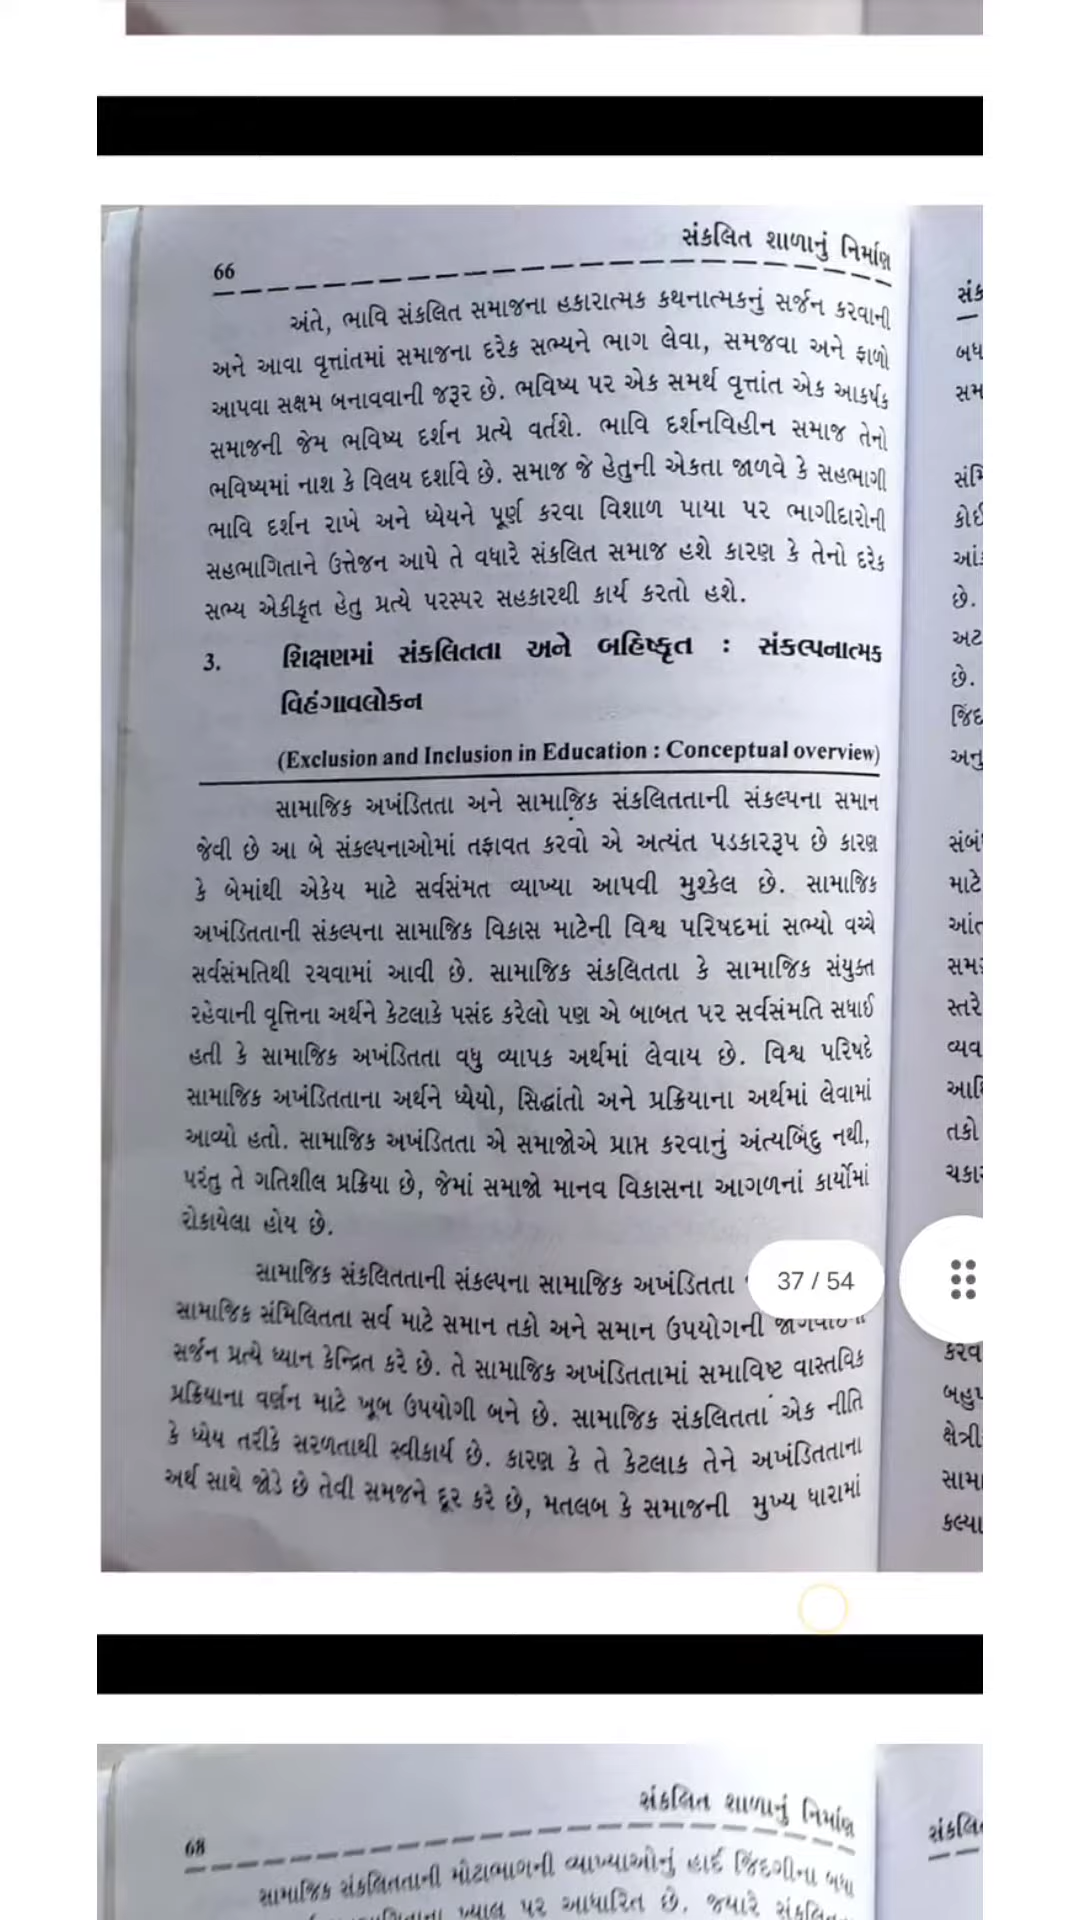 66
સંકલિત શાળાનું નિર્માણ
અંતે, ભાવિ સંકલિત સમાજના હકારાત્મક કથનાત્મકનું સર્જન કરવાની
અને આવા વૃત્તાંતમાં સમાજના દરેક સભ્યને ભાગ લેવા, સમજવા અને ફાળો
આપવા સક્ષમ બનાવવાની જરૂર છે. ભવિષ્ય પર એક સમર્થ વૃત્તાંત એક આકર્ષક
સમાજની જેમ ભવિષ્ય દર્શન પ્રત્યે વર્તશે. ભાવિ દર્શનવિહીન સમાજ તેનો
ભવિષ્યમાં નાશ કે વિલય દર્શાવે છે. સમાજ જે હેતુની એકતા જાળવે કે સહભાગી
ભાવિ દર્શન રાખે અને ધ્યેયને પૂર્ણ કરવા વિશાળ પાયા પર ભાગીદારોની
સહભાગિતાને ઉત્તેજન આપે તે વધારે સંકલિત સમાજ હશે કારણ કે તેનો દરેક
સભ્ય એકીકૃત હેતુ પ્રત્યે પરસ્પર સહકારથી કાર્ય કરતો હશે.
3. શિક્ષણમાં સંકલિતતા અને બહિષ્કૃત : સંકલ્પનાત્મક
વિહંગાવલોકન
(Exclusion and Inclusion in Education : Conceptual overview)
સામાજિક અખંડિતતા અને સામાજિક સંકલિતતાની સંકલ્પના સમાન
જેવી છે આ બે સંકલ્પનાઓમાં તફાવત કરવો એ અત્યંત પડકારરૂપ છે કારણ
કે બેમાંથી એકેય માટે સર્વસંમત વ્યાખ્યા આપવી મુશ્કેલ છે. સામાજિક
અખંડિતતાની સંકલ્પના સામાજિક વિકાસ માટેની વિશ્વ પરિષદમાં સભ્યો વચ્ચે
સર્વસંમતિથી રચવામાં આવી છે. સામાજિક સંકલિતતા કે સામાજિક સંયુક્ત
રહેવાની વૃત્તિના અર્થને કેટલાકે પસંદ કરેલો પણ એ બાબત પર સર્વસંમતિ સધાઈ
હતી કે સામાજિક અખંડિતતા વધુ વ્યાપક અર્થમાં લેવાય છે. વિશ્વ પરિષદે
સામાજિક અખંડિતતાના અર્થને ધ્યેયો, સિદ્ધાંતો અને પ્રક્રિયાના અર્થમાં લેવામાં
આવ્યો હતો. સામાજિક અખંડિતતા એ સમાજોએ પ્રાપ્ત કરવાનું અંત્યબિંદુ નથી,
પરંતુ તે ગતિશીલ પ્રક્રિયા છે, જેમાં સમાજો માનવ વિકાસના આગળનાં કાર્યોમાં
રોકાયેલા હોય છે.
સામાજિક સંકલિતતાની સંકલ્પના સામાજિક અખંડિતતા
37 / 54
સામાજિક સંમિલિતતા સર્વ માટે સમાન તકો અને સમાન ઉપયોગની
સર્જન પ્રત્યે ધ્યાન કેન્દ્રિત કરે છે. તે સામાજિક અખંડિતતામાં સમાવિષ્ટ વાસ્તવિક
પ્રક્રિયાના વર્ણન માટે ખૂબ ઉપયોગી બને છે. સામાજિક સંકલિતતા એક નીતિ
કે ધ્યેય તરીકે સરળતાથી સ્વીકાર્ય છે. કારણ કે તે કેટલાક તેને અખંડિતતાના
અર્થ સાથે જોડે છે તેવી સમજને દૂર કરે છે, મતલબ કે સમાજની મુખ્ય ધારામાં
68
સંકલિત શાળાનું નિર્માણ
સામાજિક સંકલિતતાની મોટાભાગની વ્યાખ્યાઓનું હાર્દ જિંદગીના બધા
ખ્યાલ પર આધારિત છે. જ્યારે